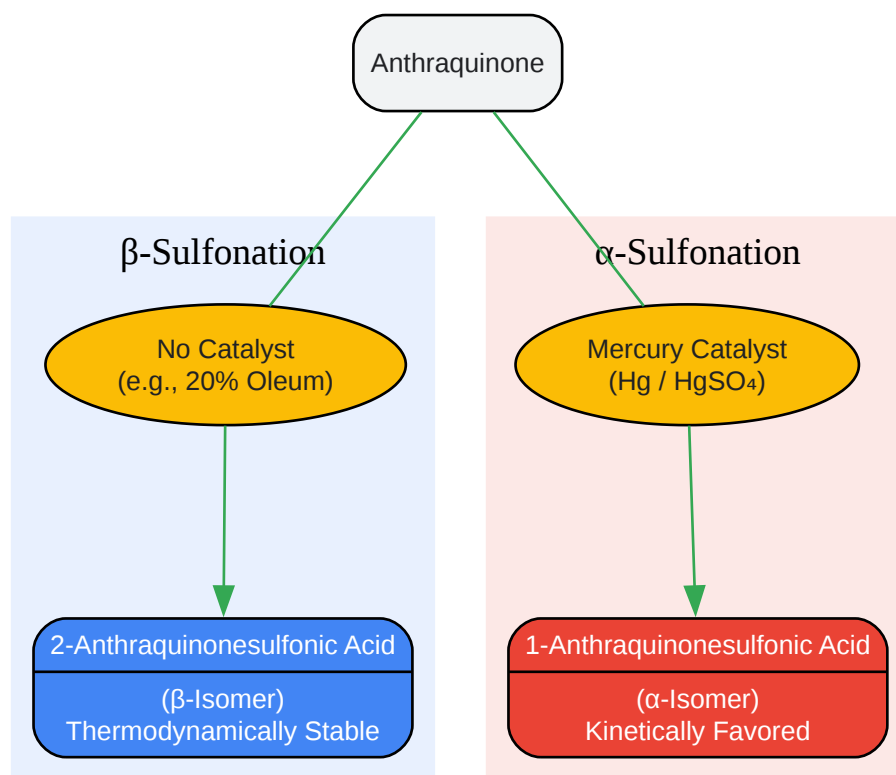 Anthraquinone
β-Sulfonation
No Catalyst
(e.g., 20% Oleum)
2-Anthraquinonesulfonic Acid
(β-Isomer)
Thermodynamically Stable
α-Sulfonation
Mercury Catalyst
(Hg / HgSO₄)
1-Anthraquinonesulfonic Acid
(α-Isomer)
Kinetically Favored